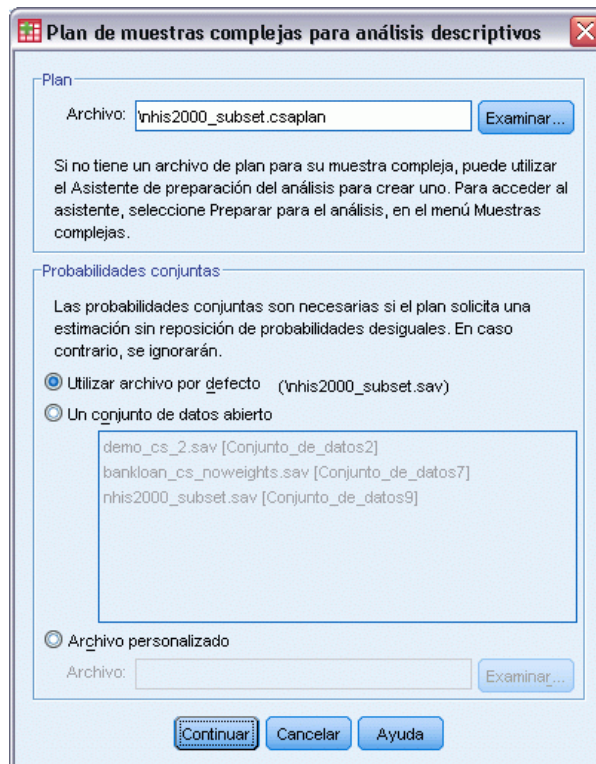 Plan de muestras complejas para análisis descriptivos
Plan
Archivo: \nhis2000_subset.csaplan Examinar...
Si no tiene un archivo de plan para su muestra compleja, puede utilizar
el Asistente de preparación del análisis para crear uno. Para acceder al
asistente, seleccione Preparar para el análisis, en el menú Muestras
complejas.
Probabilidades conjuntas
Las probabilidades conjuntas son necesarias si el plan solicita una
estimación sin reposición de probabilidades desiguales. En caso
contrario, se ignorarán.
Utilizar archivo por defecto (\nhis2000_subset.sav)
Un conjunto de datos abierto
demo_cs_2.sav [Conjunto_de_datos2]
bankloan_cs_noweights.sav [Conjunto_de_datos7]
nhis2000_subset.sav [Conjunto_de_datos9]
Archivo personalizado
Archivo: Examinar...
Continuar Cancelar Ayuda